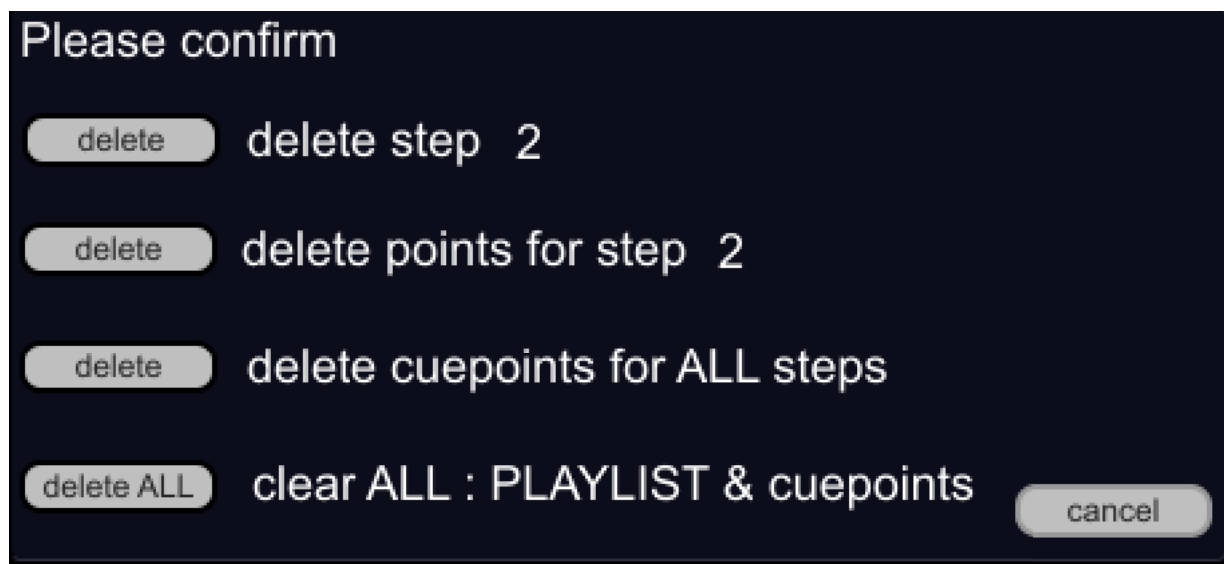 Please confirm
delete delete step 2
delete delete points for step 2
delete delete cuepoints for ALL steps
delete ALL clear ALL : PLAYLIST & cuepoints
cancel